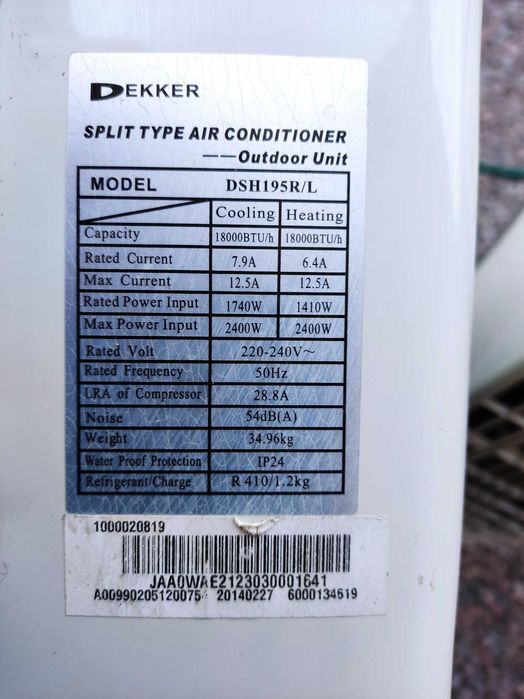 DEKKER
SPLIT TYPE AIR CONDITIONER
——Outdoor Unit
MODEL DSH195R/L
Cooling Heating
Capacity 18000BTU/h 18000BTU/h
Rated Current 7.9A 6.4A
Max Current 12.5A 12.5A
Rated Power Input 1740W 1410W
Max Power Input 2400W 2400W
Rated Volt 220-240V~
Rated Frequency 50Hz
LRA of Compressor 28.8A
Noise 54dB(A)
Weight 34.96kg
Water Proof Protection IP24
Refrigerant/Charge R 410/1.2kg
1000020819
JAA0WAE2123030001641
A00990205120075 20140227 6000134619